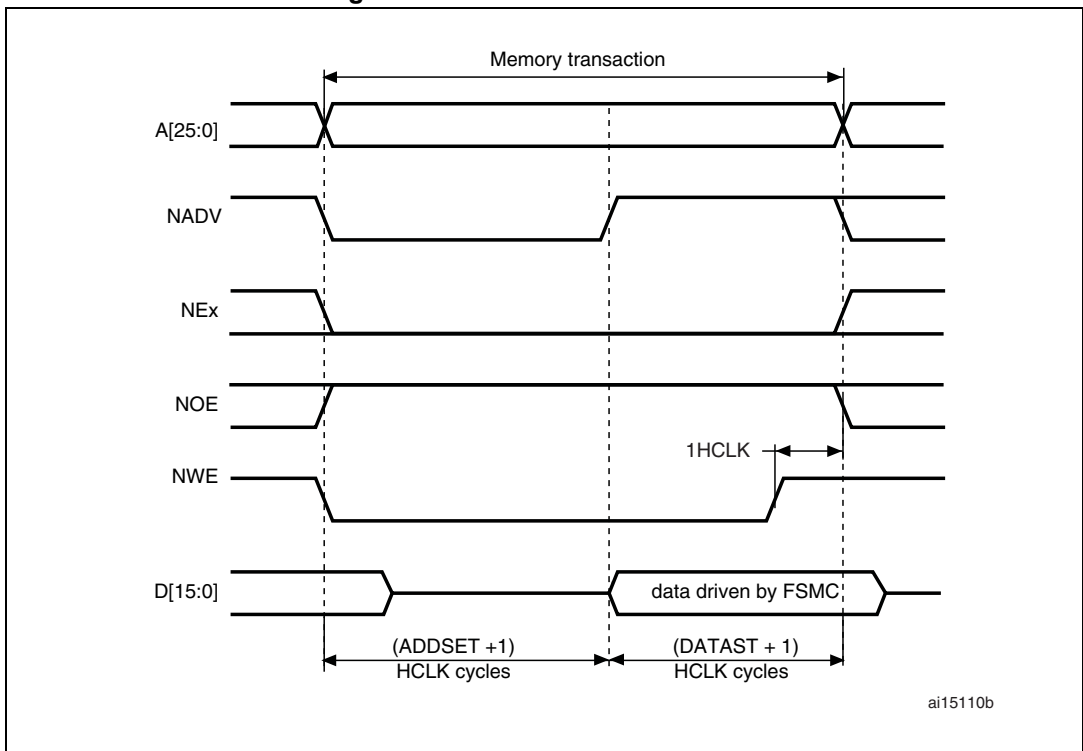 Memory transaction
A[25:0]
NADV
NEx
NOE
1HCLK
NWE
D[15:0]
data driven by FSMC
(ADDSET +1)
HCLK cycles
(DATAST + 1)
HCLK cycles
ai15110b